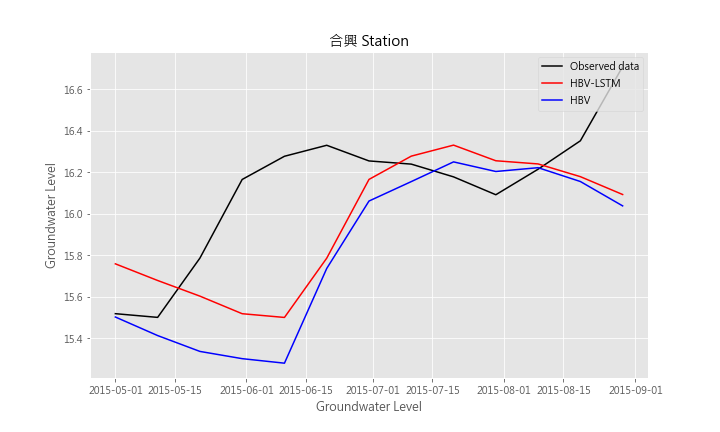 合興 Station
Observed data
HBV-LSTM
HBV
Groundwater Level
16.6
16.4
16.2
16.0
15.8
15.6
15.4
2015-05-01 2015-05-15 2015-06-01 2015-06-15 2015-07-01 2015-07-15 2015-08-01 2015-08-15 2015-09-01
Groundwater Level